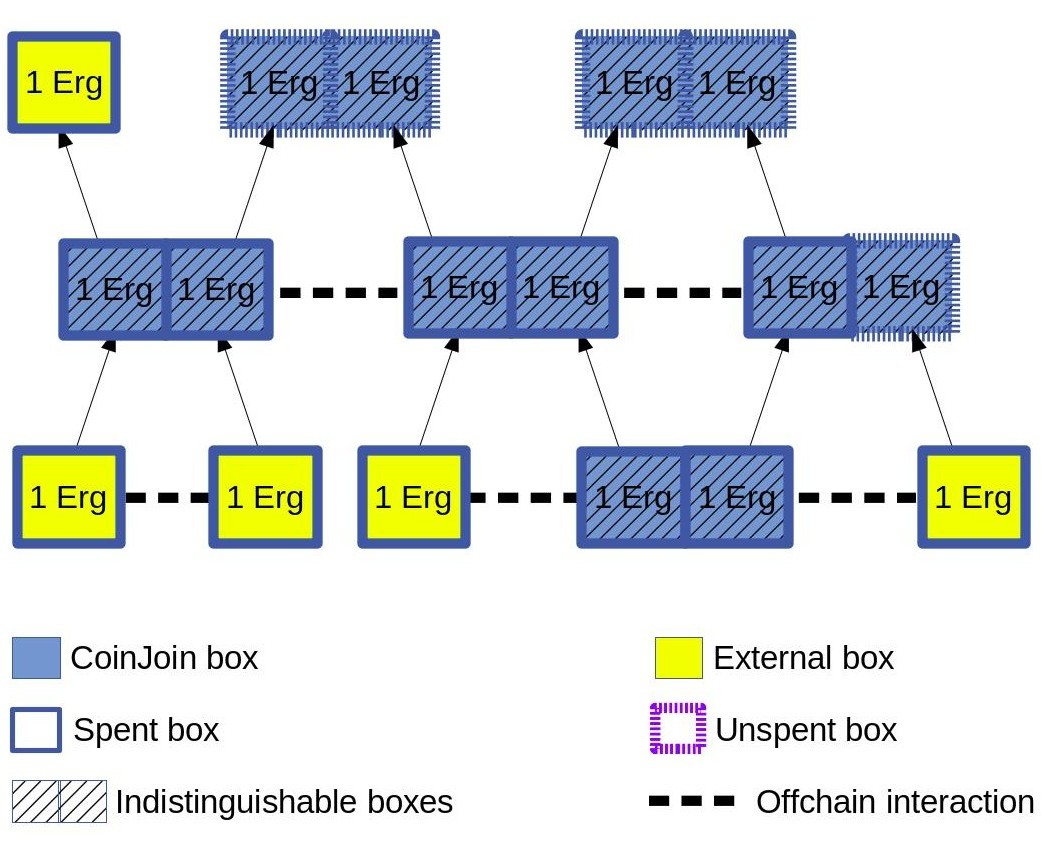 1 Erg 1 Erg 1 Erg 1 Erg 1 Erg
1 Erg 1 Erg 1 Erg 1 Erg 1 Erg 1 Erg
1 Erg 1 Erg 1 Erg 1 Erg 1 Erg 1 Erg
CoinJoin box External box
Spent box Unspent box
Indistinguishable boxes Offchain interaction